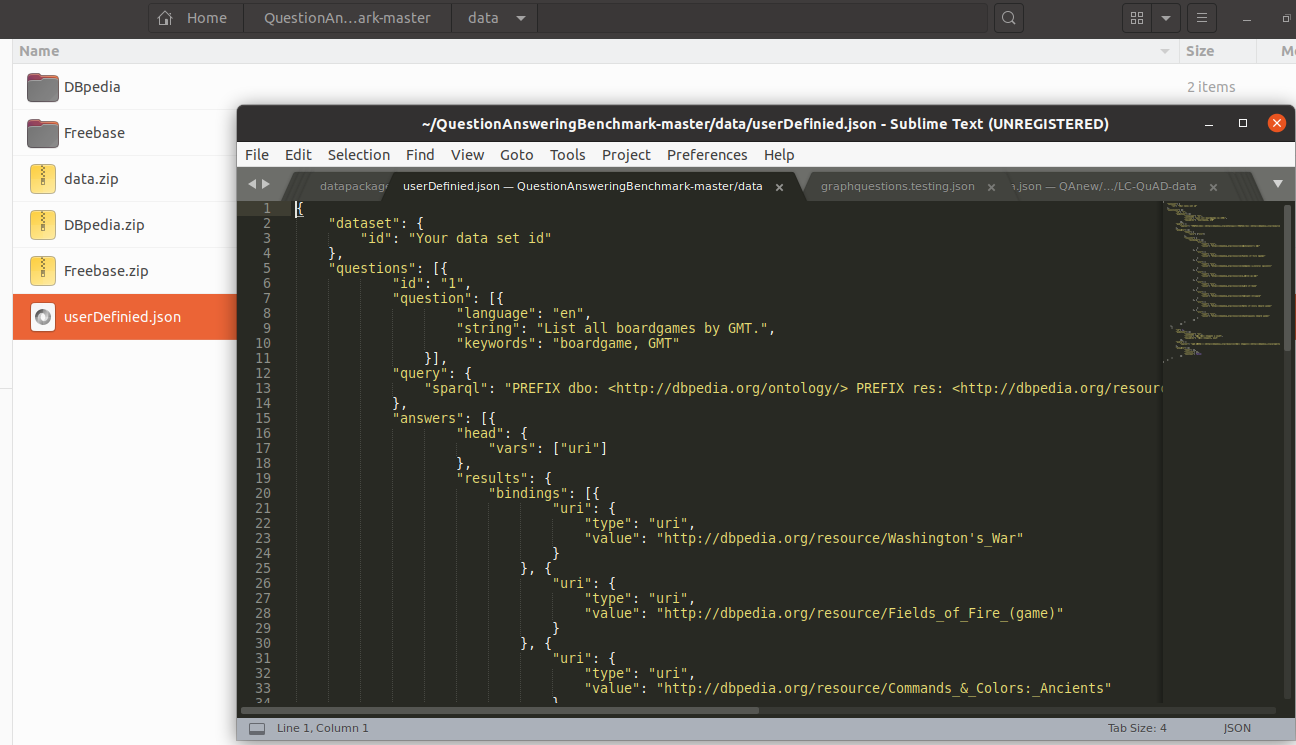 Home QuestionAn…ark-master data
Name Size
DBpedia 2 items
Freebase
data.zip
DBpedia.zip
Freebase.zip
userDefinied.json
~/QuestionAnsweringBenchmark-master/data/userDefinied.json - Sublime Text (UNREGISTERED)
File Edit Selection Find View Goto Tools Project Preferences Help
datapackage userDefinied.json — QuestionAnsweringBenchmark-master/data graphquestions.testing.json n.json — QAnew/…/LC-QuAD-data
1 {
2 "dataset": {
3 "id": "Your data set id"
4 },
5 "questions": [{
6 "id": "1",
7 "question": [{
8 "language": "en",
9 "string": "List all boardgames by GMT.",
10 "keywords": "boardgame, GMT"
11 }],
12 "query": {
13 "sparql": "PREFIX dbo: <http://dbpedia.org/ontology/> PREFIX res: <http://dbpedia.org/resour
14 },
15 "answers": [{
16 "head": {
17 "vars": ["uri"]
18 },
19 "results": {
20 "bindings": [{
21 "uri": {
22 "type": "uri",
23 "value": "http://dbpedia.org/resource/Washington's_War"
24 }
25 }, {
26 "uri": {
27 "type": "uri",
28 "value": "http://dbpedia.org/resource/Fields_of_Fire_(game)"
29 }
30 }, {
31 "uri": {
32 "type": "uri",
33 "value": "http://dbpedia.org/resource/Commands_&_Colors:_Ancients"
34 }
Line 1, Column 1 Tab Size: 4 JSON